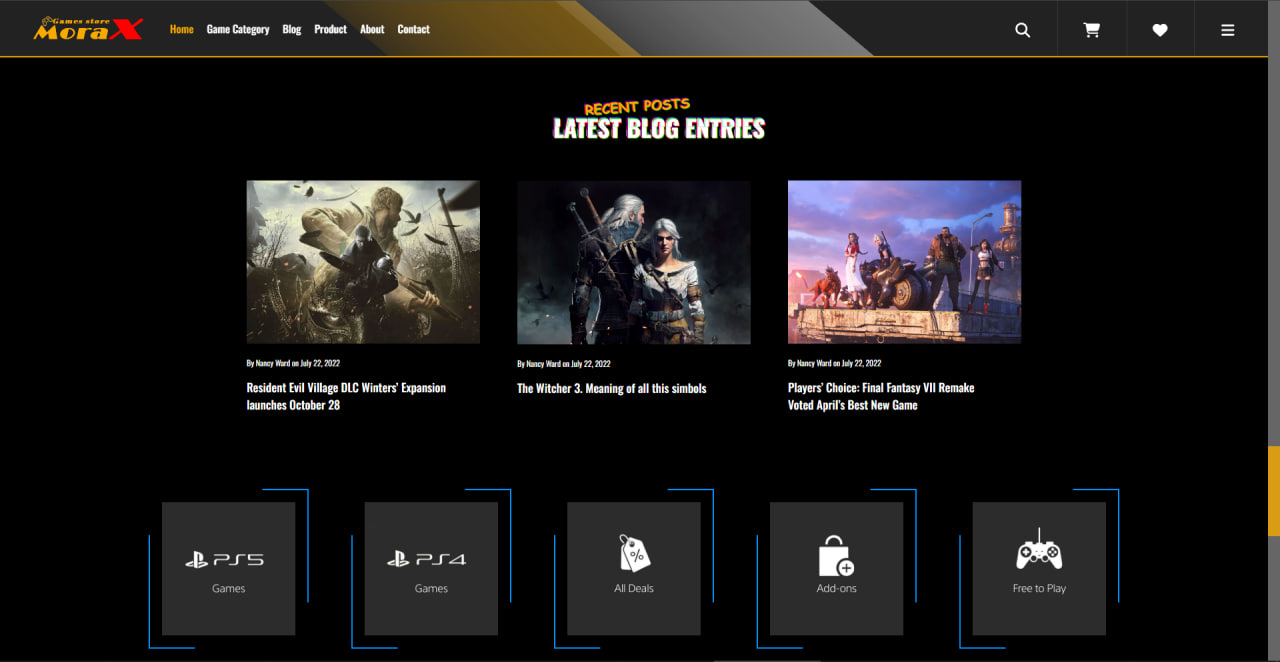 Games store
MoraX
Home Game Category Blog Product About Contact
RECENT POSTS
LATEST BLOG ENTRIES
By Nancy Ward on July 22, 2022
Resident Evil Village DLC Winters' Expansion
launches October 28
By Nancy Ward on July 22, 2022
The Witcher 3. Meaning of all this simbols
By Nancy Ward on July 22, 2022
Players' Choice: Final Fantasy VII Remake
Voted April's Best New Game
PS5
Games
PS4
Games
%
All Deals
Add-ons
Free to Play